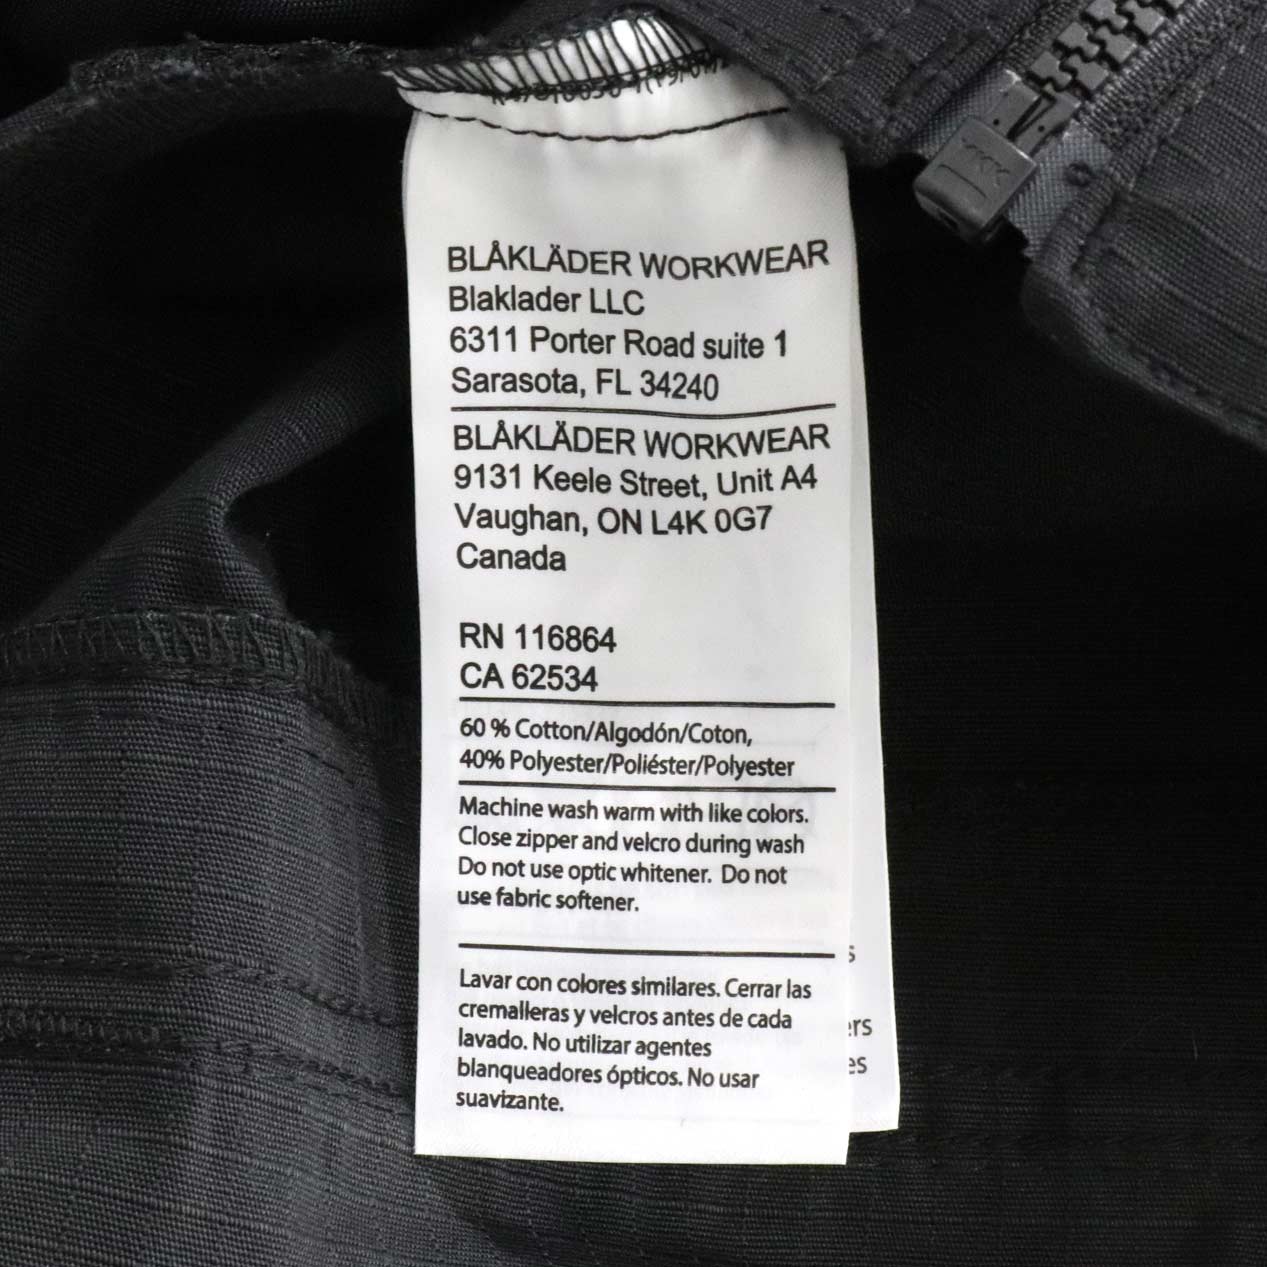 YKK
BLÅKLÄDER WORKWEAR
Blaklader LLC
6311 Porter Road suite 1
Sarasota, FL 34240
BLÅKLÄDER WORKWEAR
9131 Keele Street, Unit A4
Vaughan, ON L4K 0G7
Canada
RN 116864
CA 62534
60 % Cotton/Algodón/Coton,
40% Polyester/Poliéster/Polyester
Machine wash warm with like colors.
Close zipper and velcro during wash
Do not use optic whitener. Do not
use fabric softener.
Lavar con colores similares. Cerrar las
cremalleras y velcros antes de cada
lavado. No utilizar agentes
blanqueadores ópticos. No usar
suavizante.